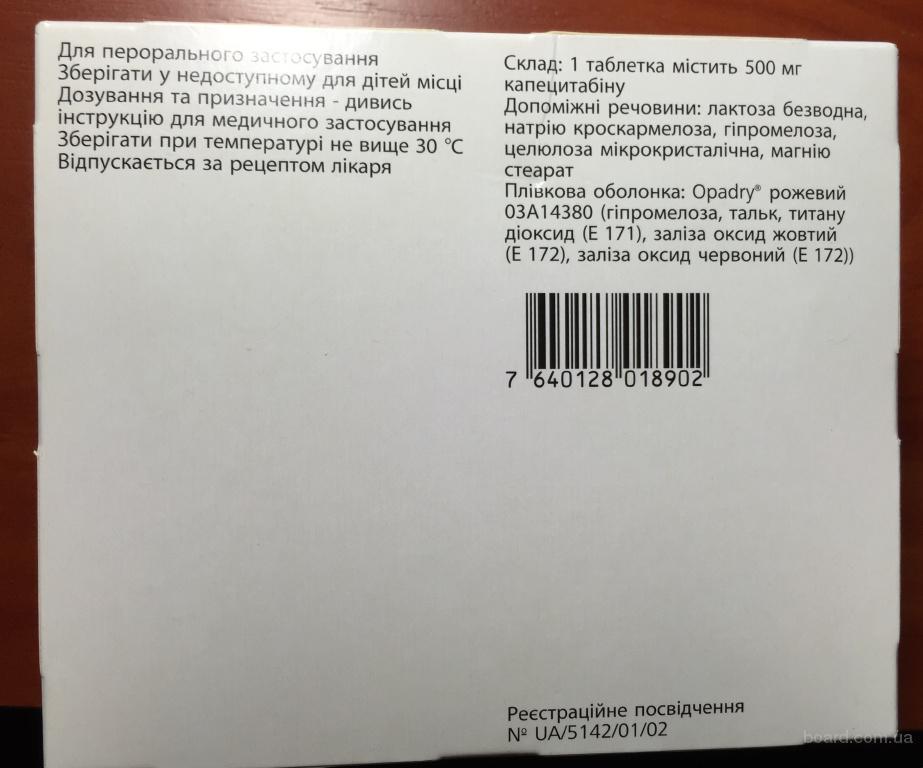 Для перорального застосування
Зберігати у недоступному для дітей місці
Дозування та призначення - дивись
інструкцію для медичного застосування
Зберігати при температурі не вище 30 °С
Відпускається за рецептом лікаря
Склад: 1 таблетка містить 500 мг
капецитабіну
Допоміжні речовини: лактоза безводна,
натрію кроскармелоза, гіпромелоза,
целюлоза мікрокристалічна, магнію
стеарат
Плівкова оболонка: Opadry® рожевий
03A14380 (гіпромелоза, тальк, титану
діоксид (Е 171), заліза оксид жовтий
(Е 172), заліза оксид червоний (Е 172))
7 640128 018902
Реєстраційне посвідчення
№ UA/5142/01/02
board.com.ua